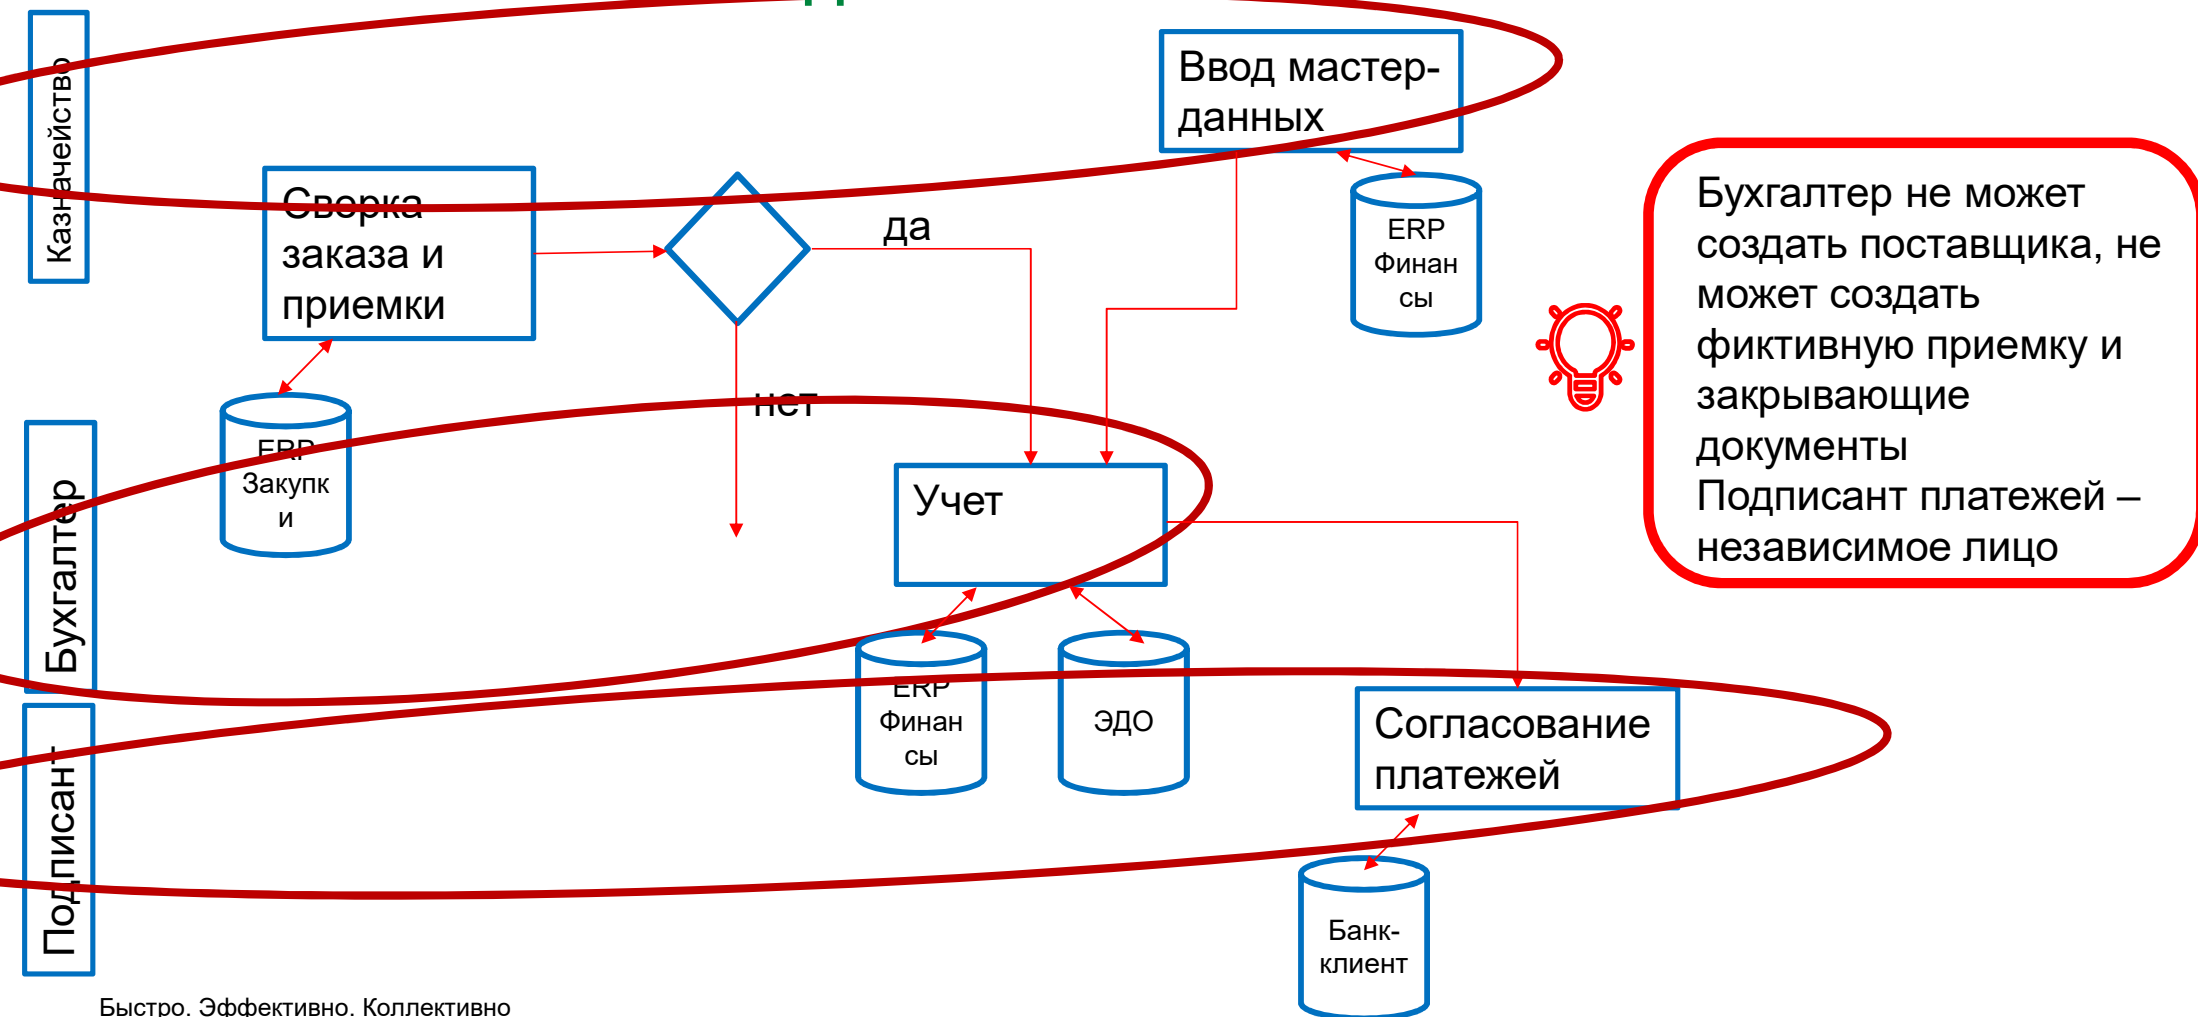 Казначейство
Ввод мастер-
данных
Сворка
заказа и
приемки
да
ERP
Финан
сы
Бухгалтер не может
создать поставщика, не
может создать
фиктивную приемку и
закрывающие
документы
Подписант платежей –
независимое лицо
нет
Бухгалтер
ERP
Закупк
и
Учет
Подписант
ERP
Финан
сы
ЭДО
Согласование
платежей
Банк-
клиент
Быстро. Эффективно. Коллективно